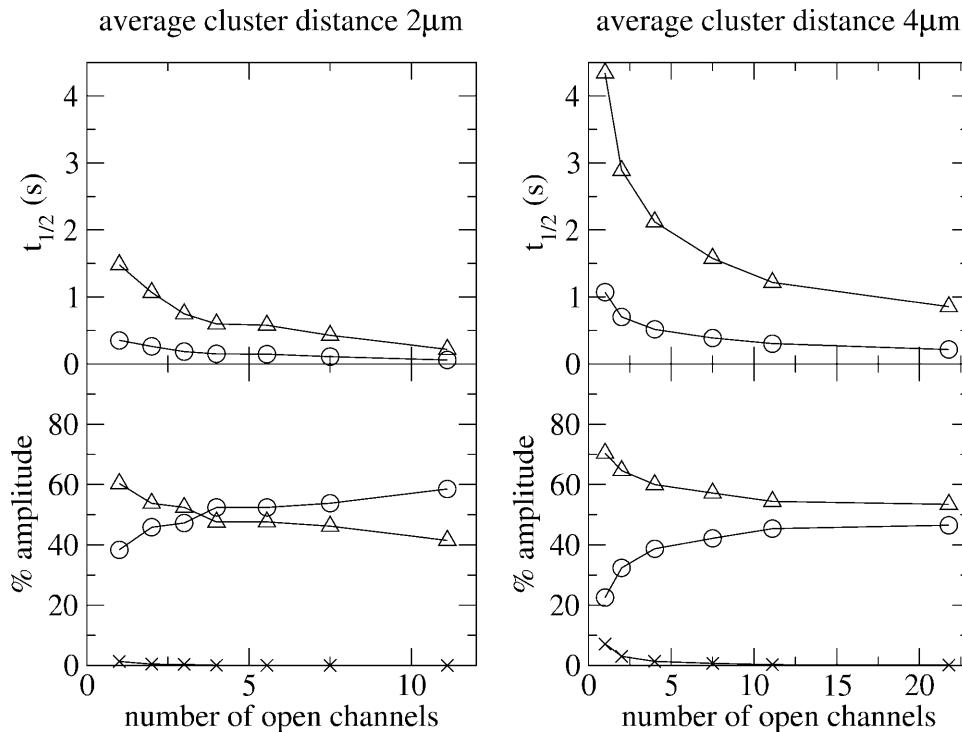 average cluster distance 2μm
average cluster distance 4μm
4
3
2
1
0
t1/2 (s)
4
3
2
1
0
t1/2 (s)
80
60
40
20
0
% amplitude
80
60
40
20
0
% amplitude
0 5 10
0 5 10 15 20
number of open channels
number of open channels